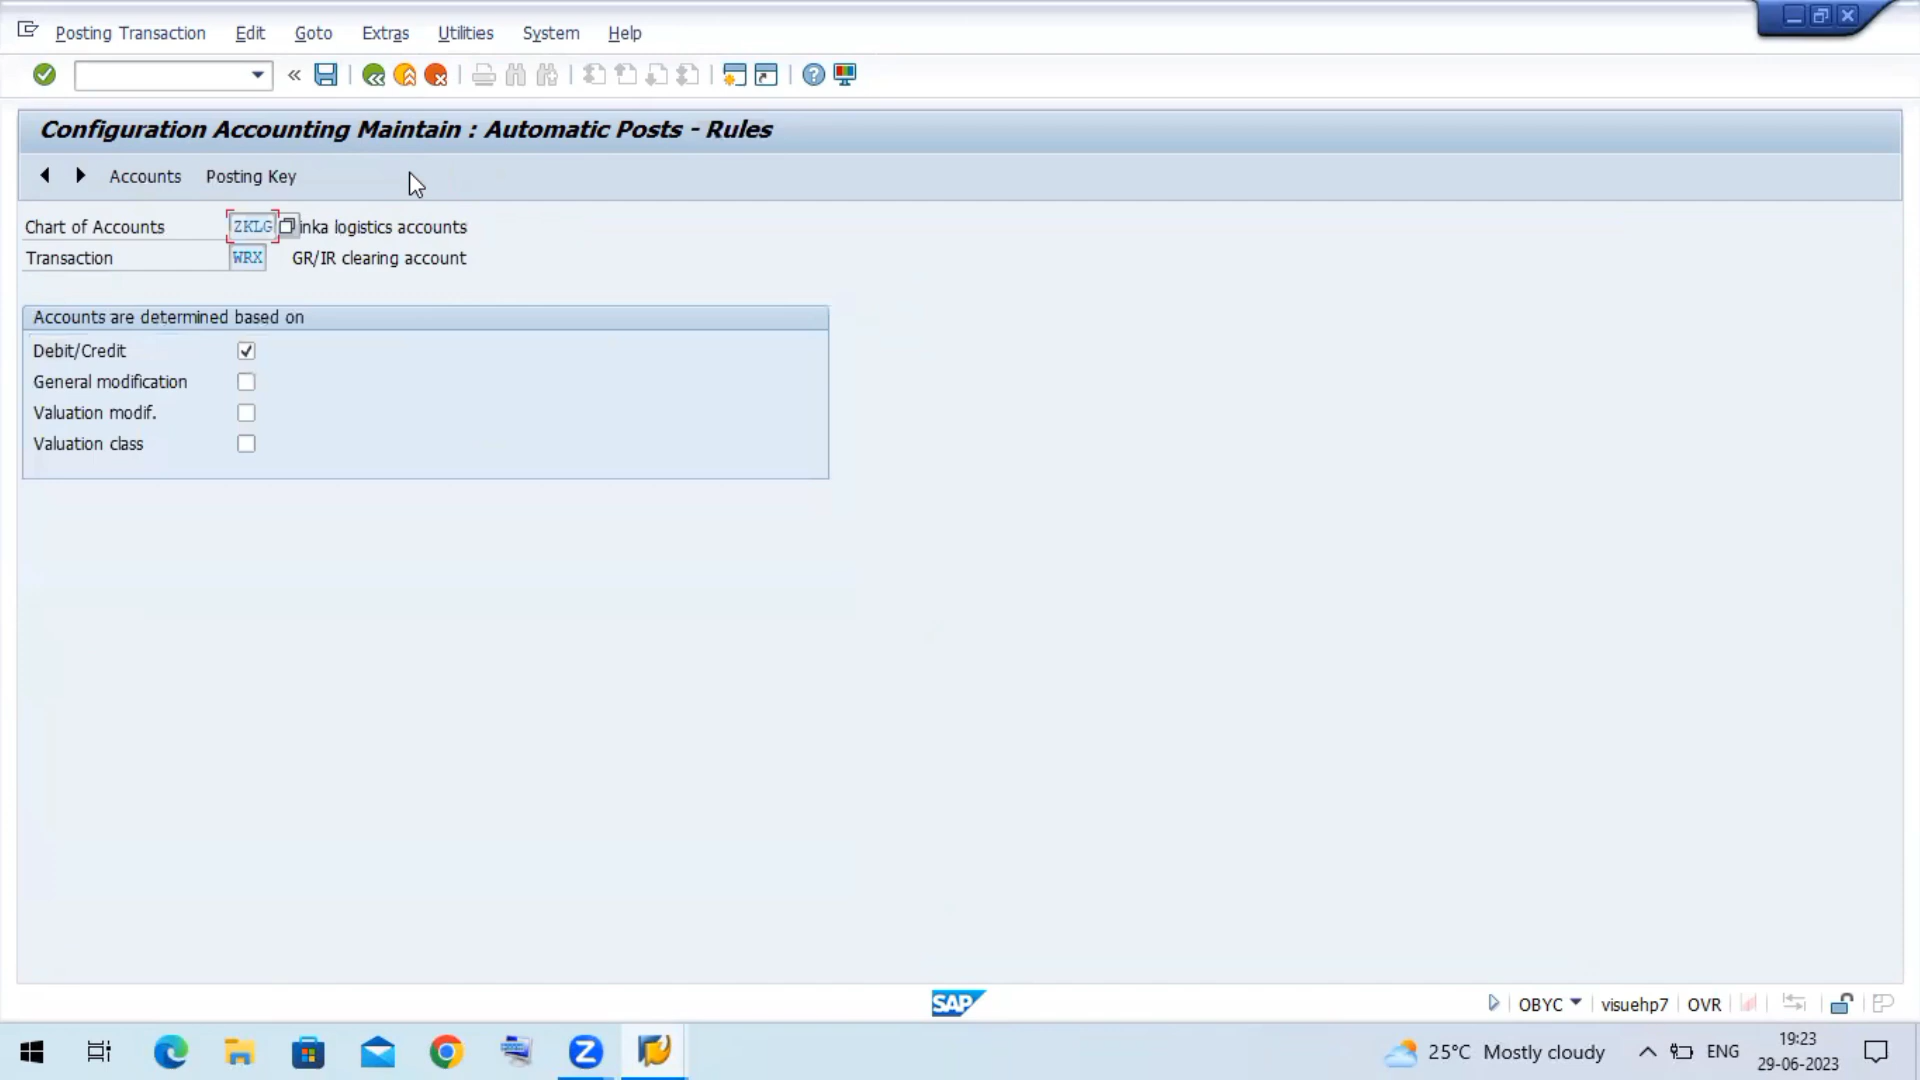 Posting Transaction Edit Goto Extras Utilities System Help
Configuration Accounting Maintain : Automatic Posts - Rules
Accounts Posting Key
Chart of Accounts ZKLG inka logistics accounts
Transaction WRX GR/IR clearing account
Accounts are determined based on
Debit/Credit
General modification
Valuation modif.
Valuation class
SAP
OBYC visuehp7 OVR
25°C Mostly cloudy ENG 19:23
29-06-2023